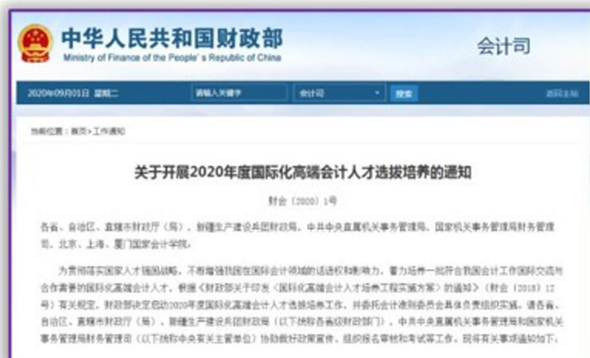 中华人民共和国财政部
Ministry of Finance of the People's Republic of China
会计司
2020年09月01日 星期二
请输入关键字
会计司
搜索
返回主站
当前位置：首页>工作通知
关于开展2020年度国际化高端会计人才选拔培养的通知
财会〔2020〕1号
各省、自治区、直辖市财政厅（局），新疆生产建设兵团财政局，中共中央直属机关事务管理局，国家机关事务管理局财务管理
司，北京、上海、厦门国家会计学院：
为贯彻落实国家人才强国战略，不断增强我国在国际会计领域的话语权和影响力，着力培养一批符合我国会计工作国际交流与
合作需要的国际化高端会计人才，根据《财政部关于印发〈国际化高端会计人才培养工程实施方案〉的通知》（财会〔2018〕12
号）有关规定，财政部决定启动2020年度国际化高端会计人才选拔培养工作，并委托会计准则委员会具体负责组织实施。请各省、
自治区、直辖市财政厅（局）、新疆生产建设兵团财政局（以下统称各省级财政部门），中共中央直属机关事务管理局和国家机关
事务管理局财务管理司（以下统称中央有关主管单位）协助做好政策宣传、组织报名审核和考试等工作。现将有关事项通知如下：